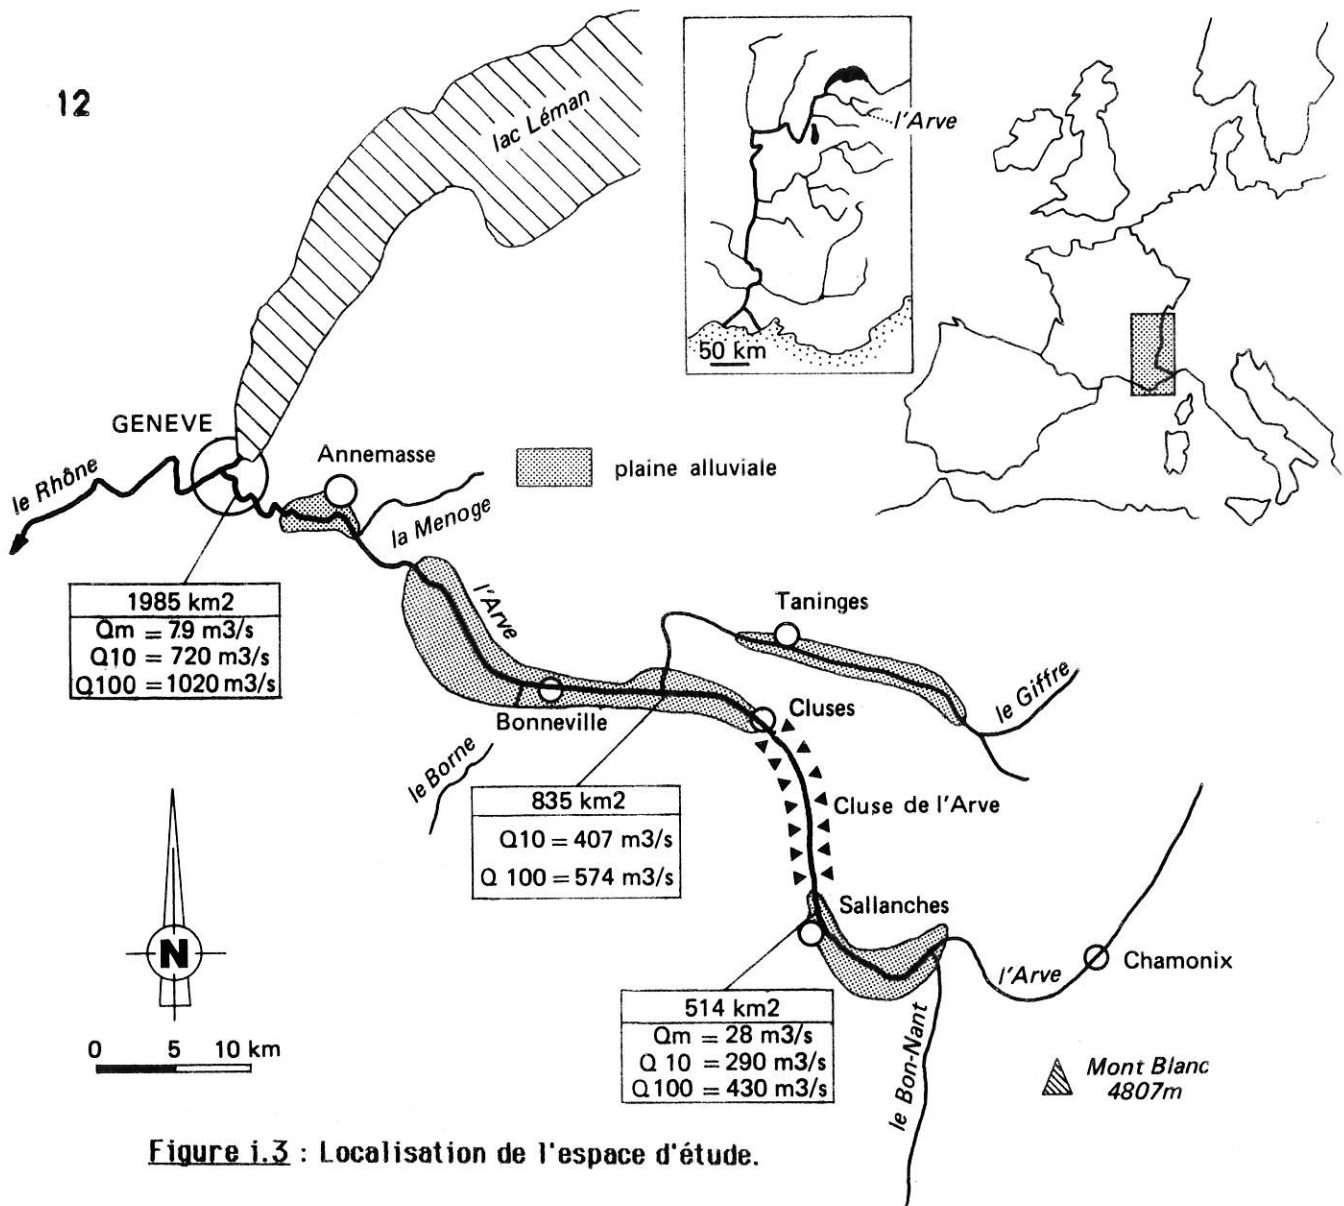 12
lac Léman
l'Arve
50 km
GENEVE
Annemasse
le Rhône
plaine alluviale
la Menoge
l'Arve
1985 km2
Qm = 79 m3/s
Q10 = 720 m3/s
Q100 = 1020 m3/s
Taninges
le Giffre
Bonneville
Cluses
le Borne
835 km2
Q10 = 407 m3/s
Q 100 = 574 m3/s
Cluse de l'Arve
Sallanches
N
l'Arve
Chamonix
514 km2
Qm = 28 m3/s
Q 10 = 290 m3/s
Q100 = 430 m3/s
le Bon-Nant
0 5 10 km
Mont Blanc
4807m
Figure i.3 : Localisation de l'espace d'étude.